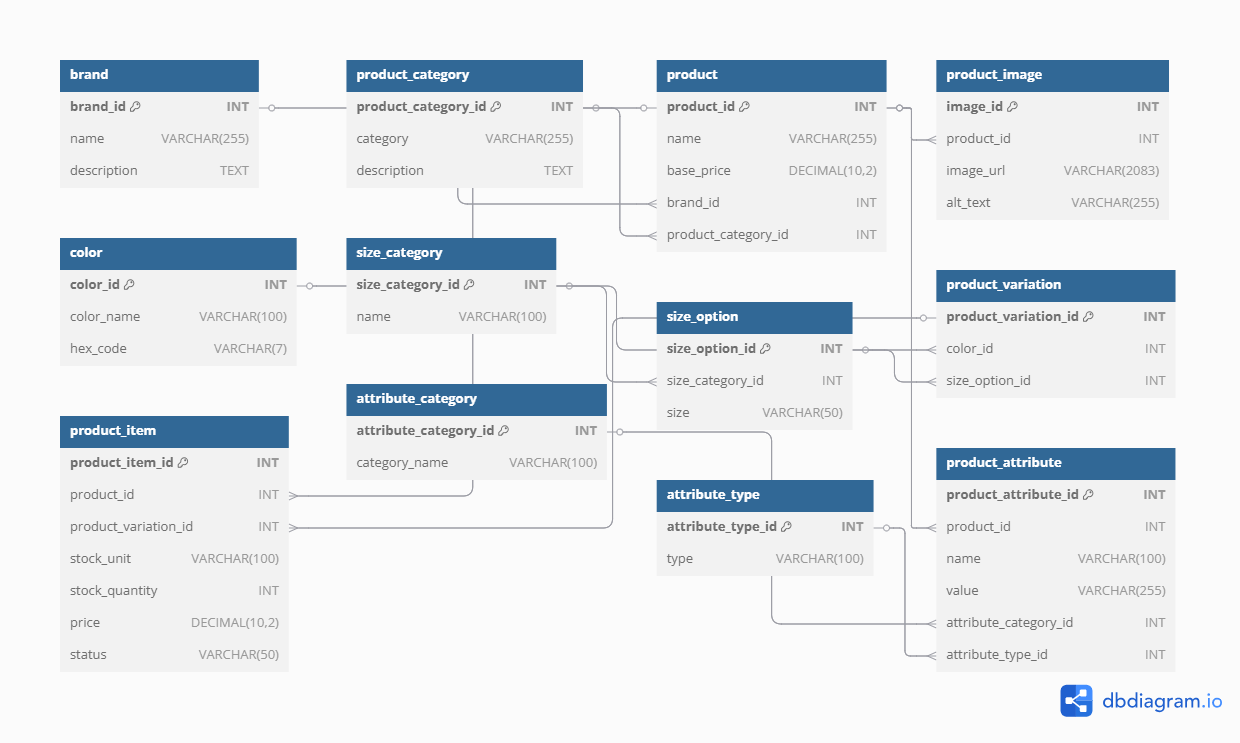 brand
brand_id INT
name VARCHAR(255)
description TEXT
product_category
product_category_id INT
category VARCHAR(255)
description TEXT
product
product_id INT
name VARCHAR(255)
base_price DECIMAL(10,2)
brand_id INT
product_category_id INT
product_image
image_id INT
product_id INT
image_url VARCHAR(2083)
alt_text VARCHAR(255)
color
color_id INT
color_name VARCHAR(100)
hex_code VARCHAR(7)
size_category
size_category_id INT
name VARCHAR(100)
size_option
size_option_id INT
size_category_id INT
size VARCHAR(50)
product_variation
product_variation_id INT
color_id INT
size_option_id INT
product_item
product_item_id INT
product_id INT
product_variation_id INT
stock_unit VARCHAR(100)
stock_quantity INT
price DECIMAL(10,2)
status VARCHAR(50)
attribute_category
attribute_category_id INT
category_name VARCHAR(100)
attribute_type
attribute_type_id INT
type VARCHAR(100)
product_attribute
product_attribute_id INT
product_id INT
name VARCHAR(100)
value VARCHAR(255)
attribute_category_id INT
attribute_type_id INT
dbdiagram.io